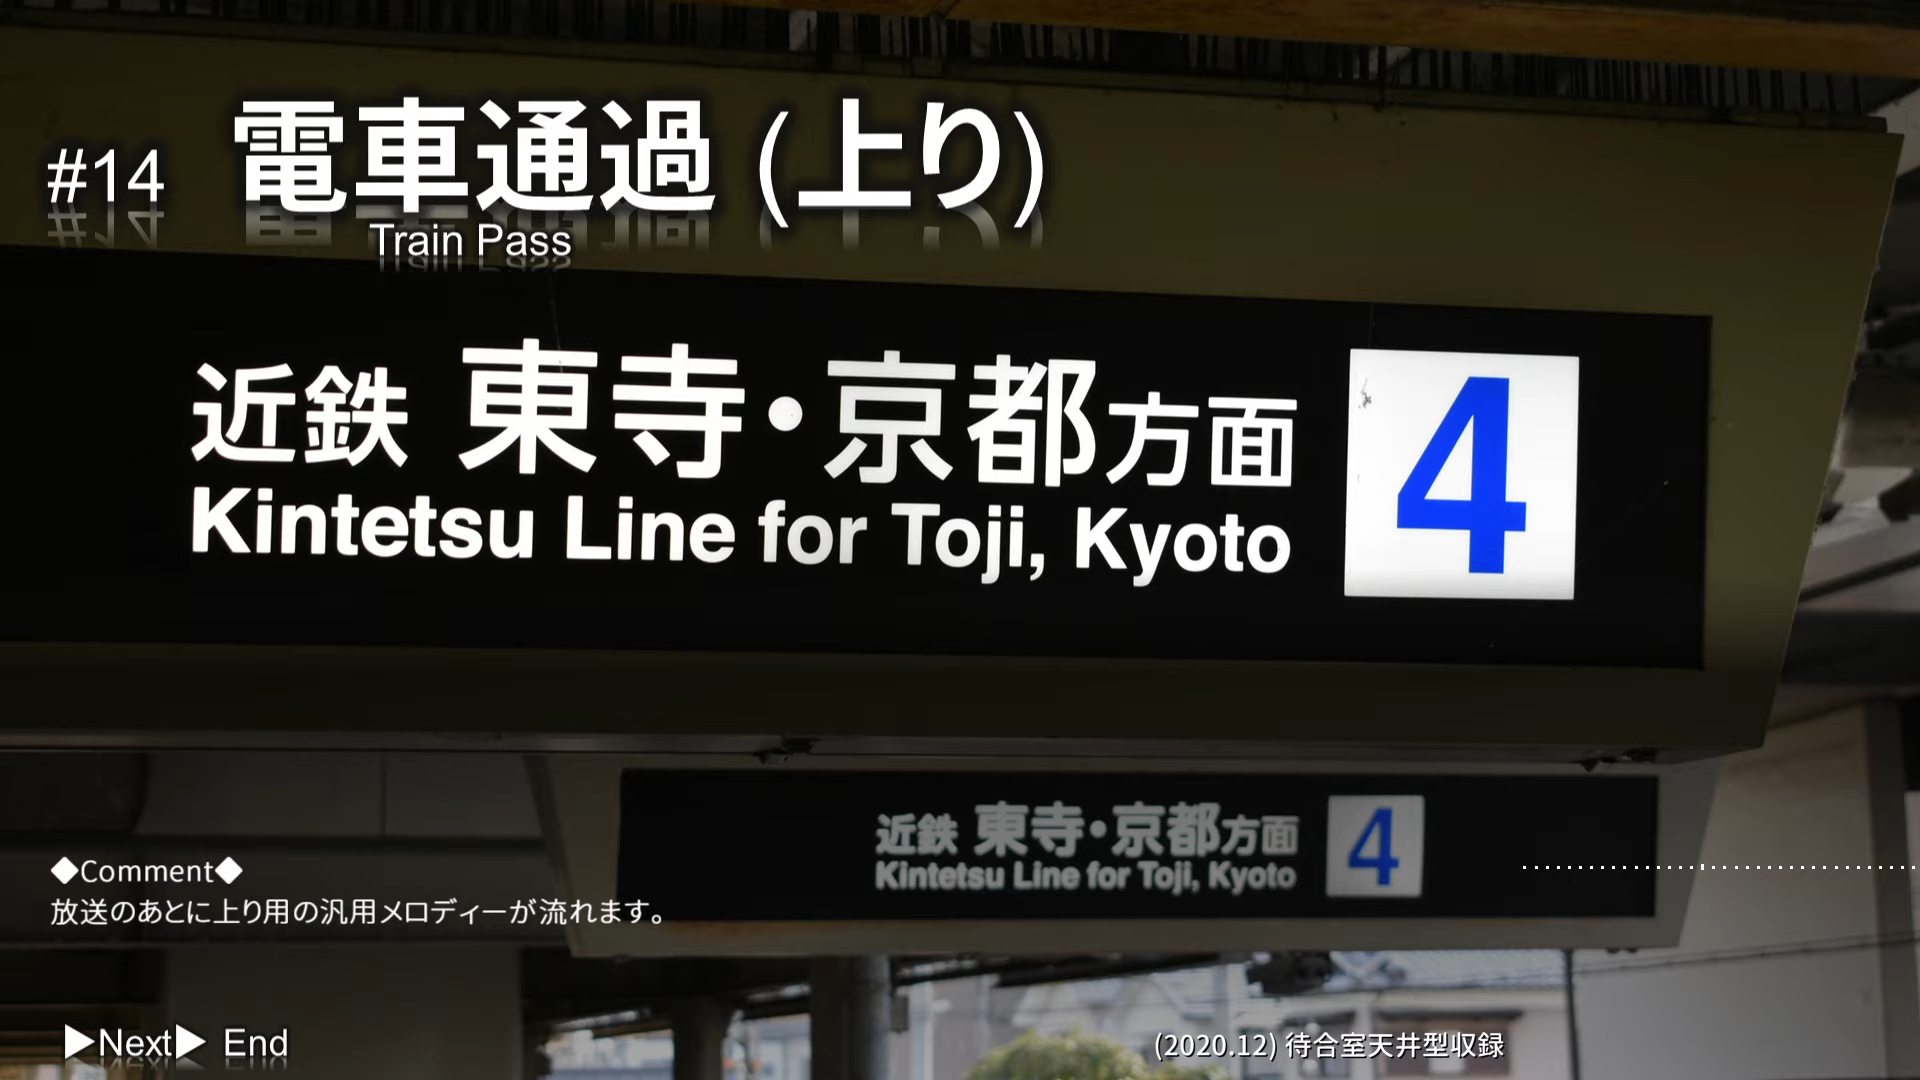 #14 電車通過 (上り)
Train Pass
近鉄 東寺・京都方面 4
Kintetsu Line for Toji, Kyoto
近鉄 東寺・京都方面 4
Kintetsu Line for Toji, Kyoto
◆Comment◆
放送のあとに上り用の汎用メロディーが流れます。
▶Next▶ End
(2020.12) 待合室天井型収録